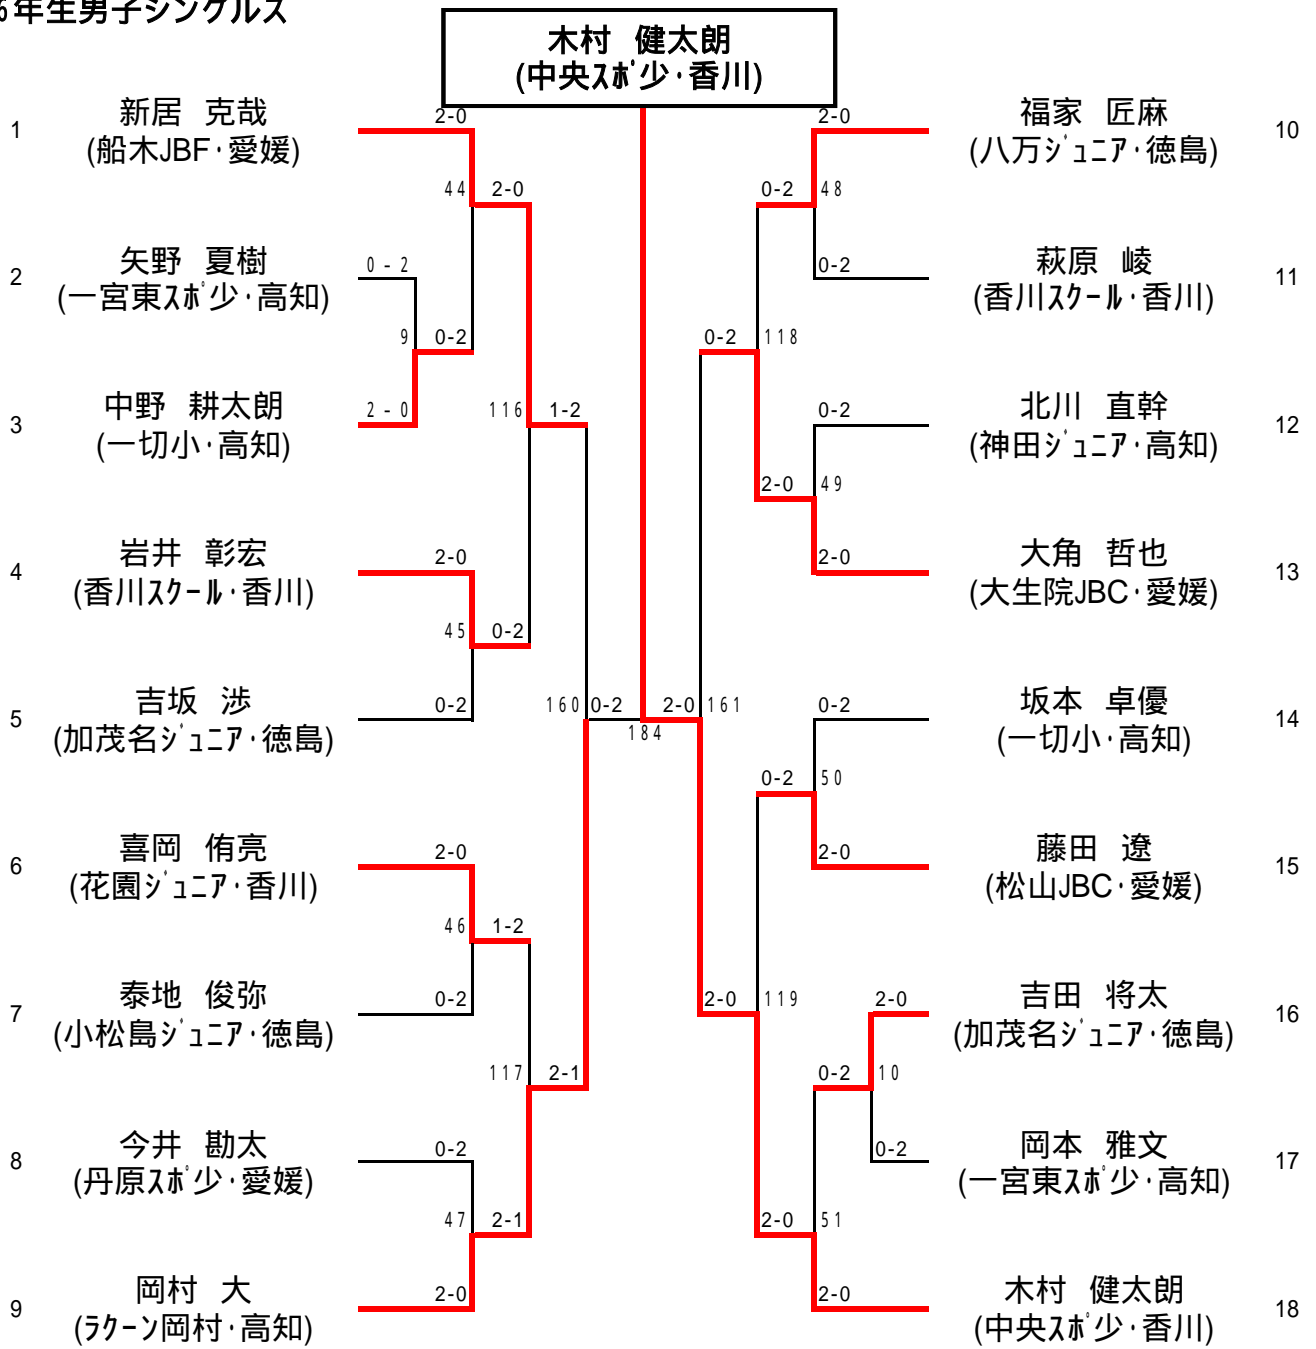 6年生男子シングルス
木村 健太朗
(中央ｽﾎﾟ少・香川)
1
新居 克哉
(船木JBF・愛媛)
2-0
44
2-0
2
矢野 夏樹
(一宮東ｽﾎﾟ少・高知)
0-2
9
0-2
3
中野 耕太朗
(一切小・高知)
2-0
116
1-2
4
岩井 彰宏
(香川ｽｸｰﾙ・香川)
2-0
45
0-2
5
吉坂 渉
(加茂名ｼﾞｭﾆｱ・徳島)
0-2
160
0-2
184
2-0
161
6
喜岡 侑亮
(花園ｼﾞｭﾆｱ・香川)
2-0
46
1-2
7
泰地 俊弥
(小松島ｼﾞｭﾆｱ・徳島)
0-2
117
2-1
8
今井 勘太
(丹原ｽﾎﾟ少・愛媛)
0-2
47
2-1
9
岡村 大
(ﾗｸｰﾝ岡村・高知)
2-0
2-0
福家 匠麻
(八万ｼﾞｭﾆｱ・徳島)
10
0-2
48
0-2
萩原 崚
(香川ｽｸｰﾙ・香川)
11
0-2
118
0-2
北川 直幹
(神田ｼﾞｭﾆｱ・高知)
12
2-0
49
2-0
大角 哲也
(大生院JBC・愛媛)
13
0-2
坂本 卓優
(一切小・高知)
14
0-2
50
2-0
藤田 遼
(松山JBC・愛媛)
15
2-0
119
2-0
吉田 将太
(加茂名ｼﾞｭﾆｱ・徳島)
16
0-2
10
0-2
岡本 雅文
(一宮東ｽﾎﾟ少・高知)
17
2-0
51
2-0
木村 健太朗
(中央ｽﾎﾟ少・香川)
18